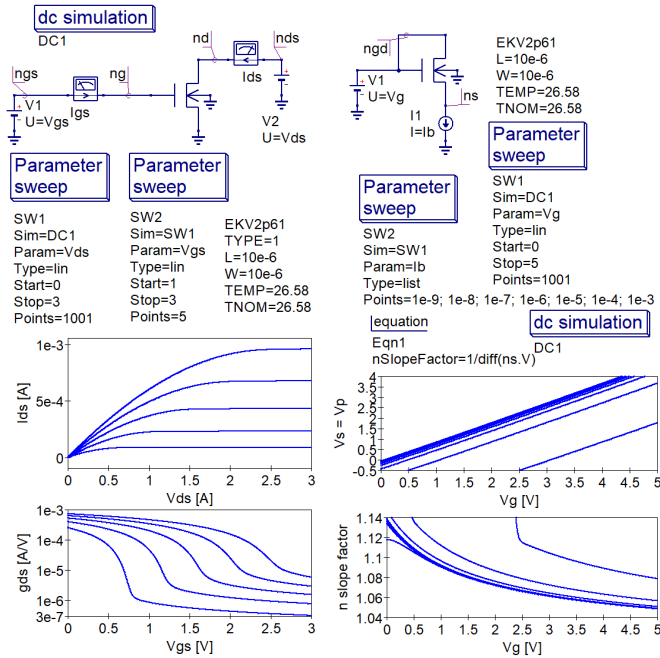 dc simulation
DC1
ngs
ng
nd
nds
Igs
Ids
V1
U=Vgs
V2
U=Vds
Parameter
sweep
SW1
Sim=DC1
Param=Vds
Type=lin
Start=0
Stop=3
Points=1001
Parameter
sweep
SW2
Sim=SW1
Param=Vgs
Type=lin
Start=1
Stop=3
Points=5
EKV2p61
TYPE=1
L=10e-6
W=10e-6
TEMP=26.58
TNOM=26.58
ngd
V1
U=Vg
ns
I1
I=Ib
EKV2p61
L=10e-6
W=10e-6
TEMP=26.58
TNOM=26.58
Parameter
sweep
SW1
Sim=DC1
Param=Vg
Type=lin
Start=0
Stop=5
Points=1001
Parameter
sweep
SW2
Sim=SW1
Param=Ib
Type=list
Points=1e-9; 1e-8; 1e-7; 1e-6; 1e-5; 1e-4; 1e-3
equation
Eqn1
nSlopeFactor=1/diff(ns.V)
dc simulation
DC1
Ids [A]
1e-3
5e-4
0
0 0.5 1 1.5 2 2.5 3
Vds [A]
Vs = Vp
4
3.5
3
2.5
2
1.5
1
0.5
0
-0.5
0 0.5 1 1.5 2 2.5 3 3.5 4 4.5 5
Vg [V]
gds [A/V]
1e-3
1e-4
1e-5
1e-6
3e-7
0 0.5 1 1.5 2 2.5 3
Vgs [V]
n slope factor
1.14
1.12
1.1
1.08
1.06
1.04
0 0.5 1 1.5 2 2.5 3 3.5 4 4.5 5
Vg [V]